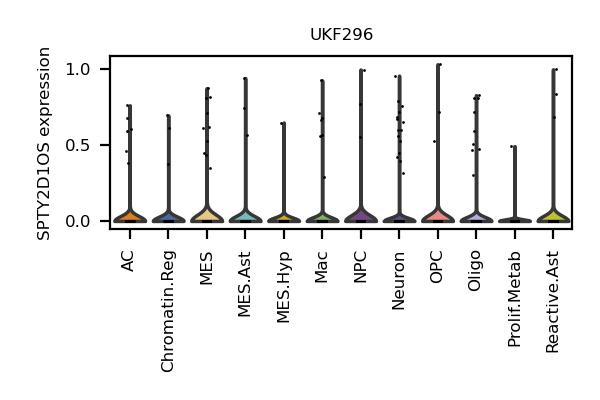 UKF296
SPTY2D1OS expression
1.0
0.5
0.0
AC
Chromatin.Reg
MES
MES.Ast
MES.Hyp
Mac
NPC
Neuron
OPC
Oligo
Prolif.Metab
Reactive.Ast